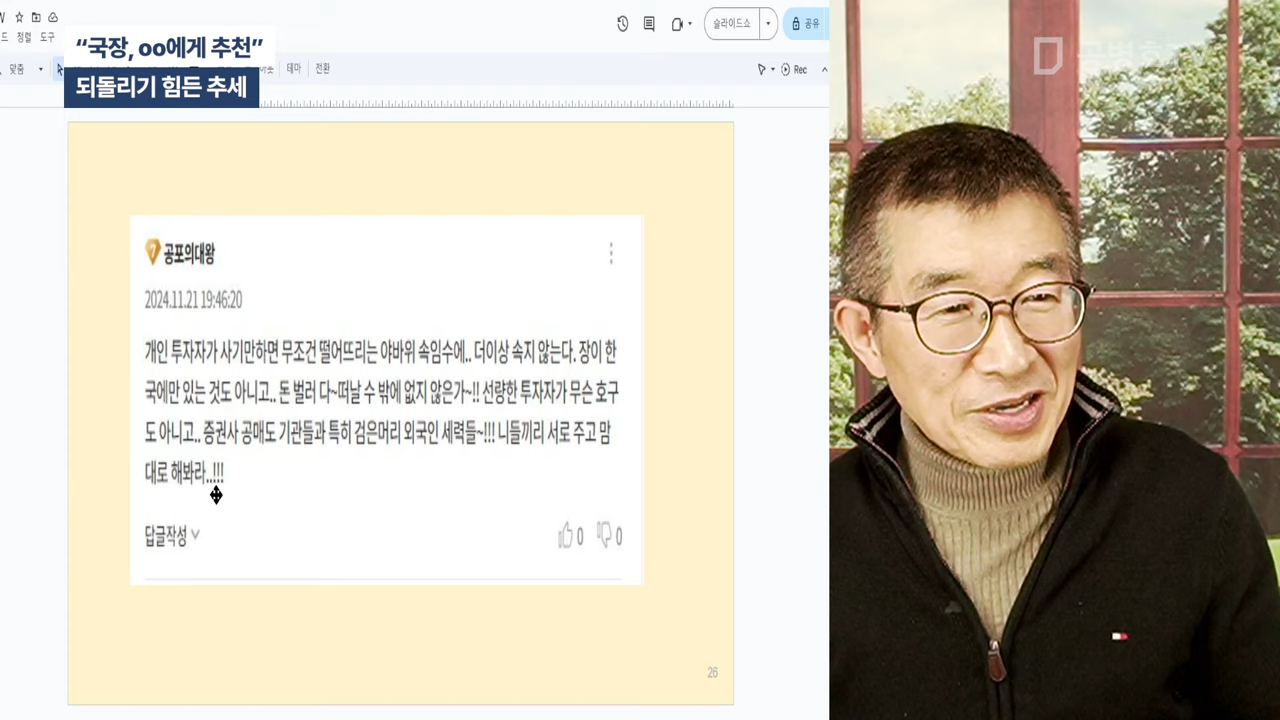 “국장, oo에게 추천”
되돌리기 힘든 추세
정렬 도구
슬라이드쇼
공유
맞춤
테마 전환
Rec
7 공포의대왕
2024.11.21 19:46:20
개인 투자자가 사기만하면 무조건 떨어뜨리는 야바위 속임수에.. 더이상 속지 않는다. 장이 한
국에만 있는 것도 아니고.. 돈 벌러 다~떠날 수 밖에 없지 않은가~!! 선량한 투자자가 무슨 호구
도 아니고.. 증권사 공매도 기관들과 특히 검은머리 외국인 세력들~!!! 니들끼리 서로 주고 맘
대로 해봐라..!!!
답글작성
0 0
26